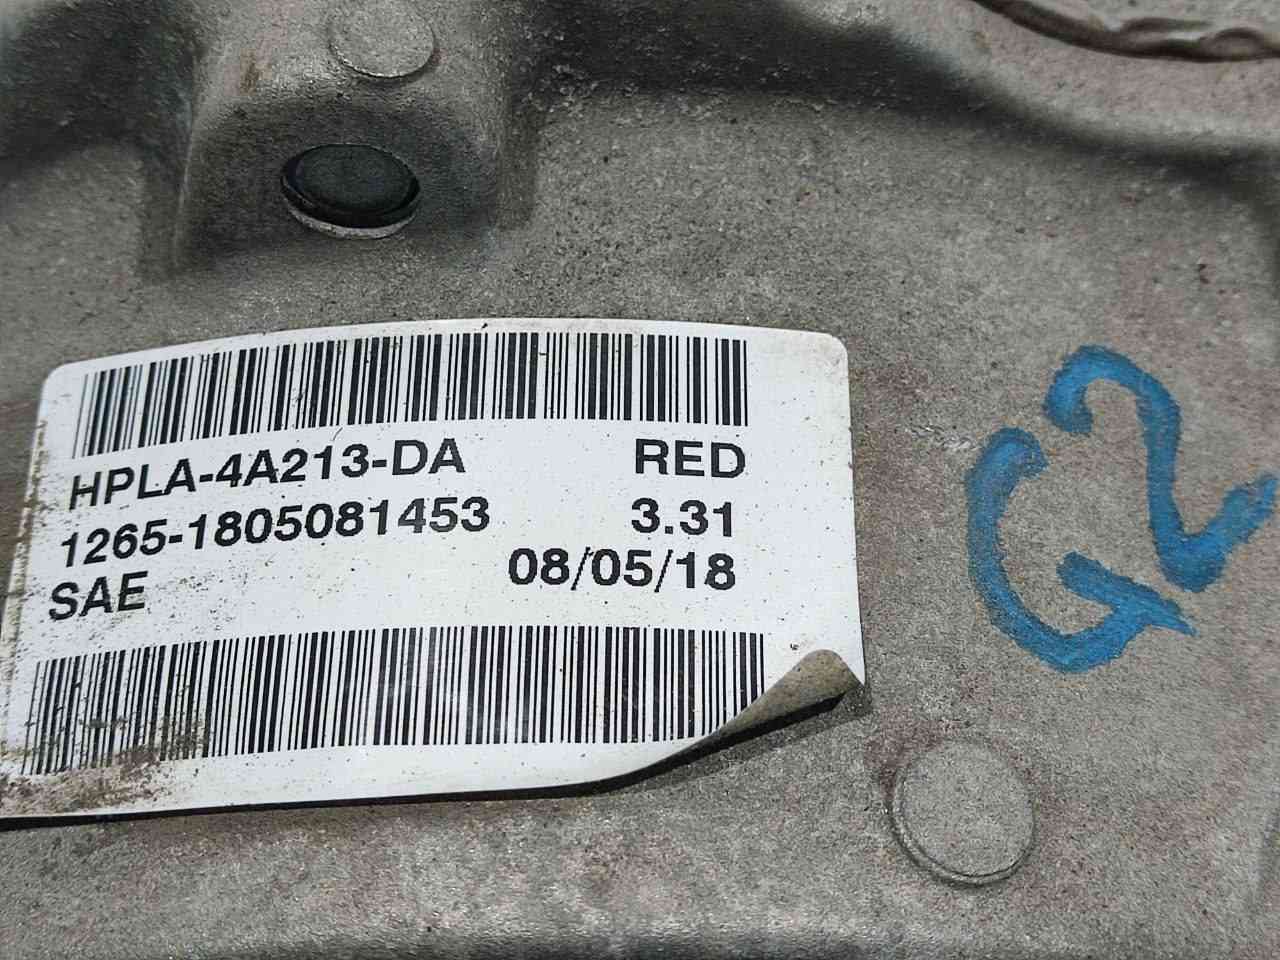 HPLA-4A213-DA RED
1265-1805081453 3.31
SAE 08/05/18
G2